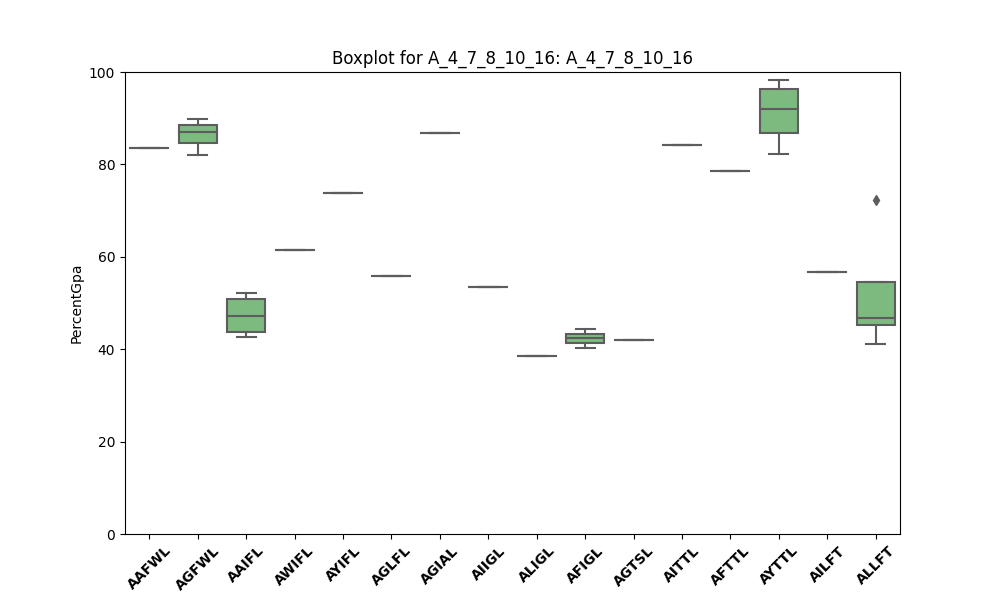 Boxplot for A_4_7_8_10_16: A_4_7_8_10_16
PercentGpa
100
80
60
40
20
0
AAFWL
AGFWL
AAIFL
AWIFL
AYIFL
AGLFL
AGIAL
AIIGL
ALIGL
AFIGL
AGTSL
AITTL
AFTTL
AYTTL
AILFT
ALLFT